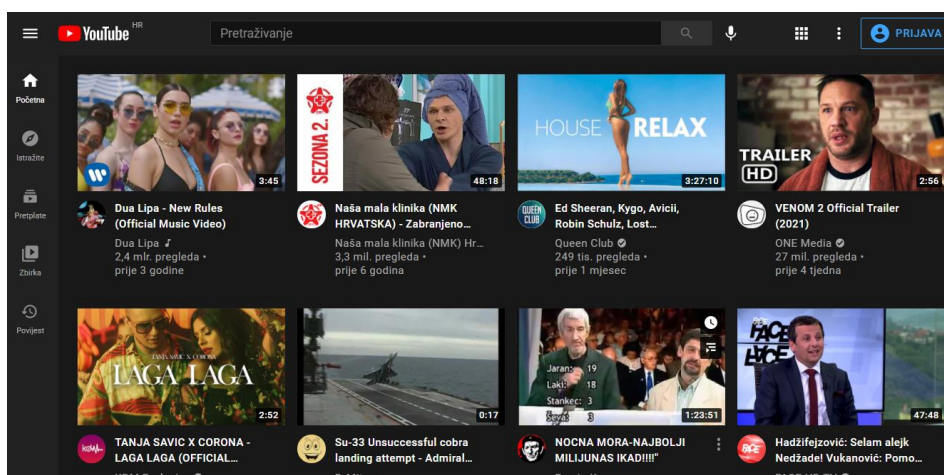 YouTube HR
Pretraživanje
PRIJAVA
Početna
Istražite
Pretplate
Zbirka
Povijest
3:45
SEZONA 2.
48:18
HOUSE RELAX
3:27:10
TRAILER
(HD)
2:56
Dua Lipa - New Rules
(Official Music Video)
Dua Lipa
2,4 mlr. pregleda •
prije 3 godine
Naša mala klinika (NMK
HRVATSKA) - Zabranjeno...
Naša mala klinika (NMK) Hr...
3,3 mil. pregleda •
prije 6 godina
QUEEN
CLUB
Ed Sheeran, Kygo, Avicii,
Robin Schulz, Lost...
Queen Club
249 tis. pregleda •
prije 1 mjesec
VENOM 2 Official Trailer
(2021)
ONE Media
27 mil. pregleda •
prije 4 tjedna
TANJA SAVIC X CORONA
LAGA LAGA
2:52
0:17
Jaran: 19
Laki: 18
Stankec: 3
Ševa: 3
1:23:51
FACE
FACE
47:48
TANJA SAVIC X CORONA -
LAGA LAGA (OFFICIAL...
Su-33 Unsuccessful cobra
landing attempt - Admiral...
NOCNA MORA-NAJBOLJI
MILIJUNAS IKAD!!!!"
FACE
Hadžifejzović: Selam alejk
Nedžade! Vukanović: Pomo...